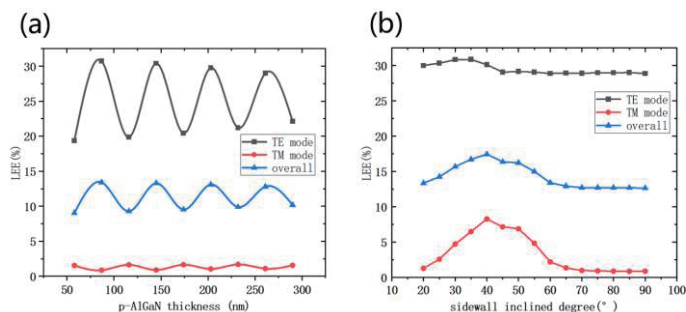 (a)
LEE(%)
30
25
20
15
10
5
0
TE mode
TM mode
overall
50
100
150
200
250
300
p-AlGaN thickness (nm)
(b)
LEE(%)
30
25
20
15
10
5
0
TE mode
TM mode
overall
10
20
30
40
50
60
70
80
90
100
sidewall inclined degree(°)